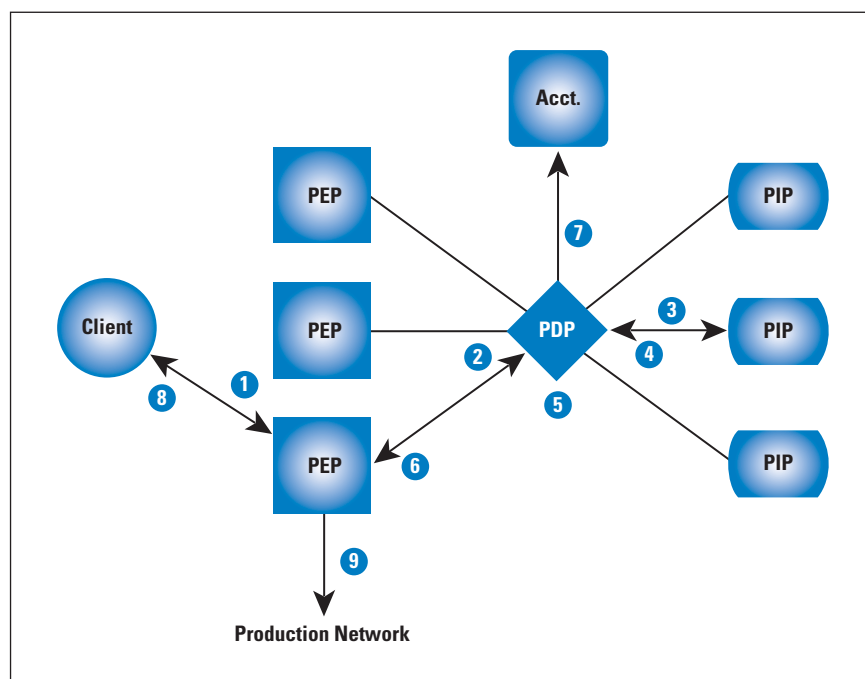 Acct.
PEP
PIP
7
Client
PEP
2
PDP
3
4
PIP
5
8
1
PEP
6
PIP
9
Production Network